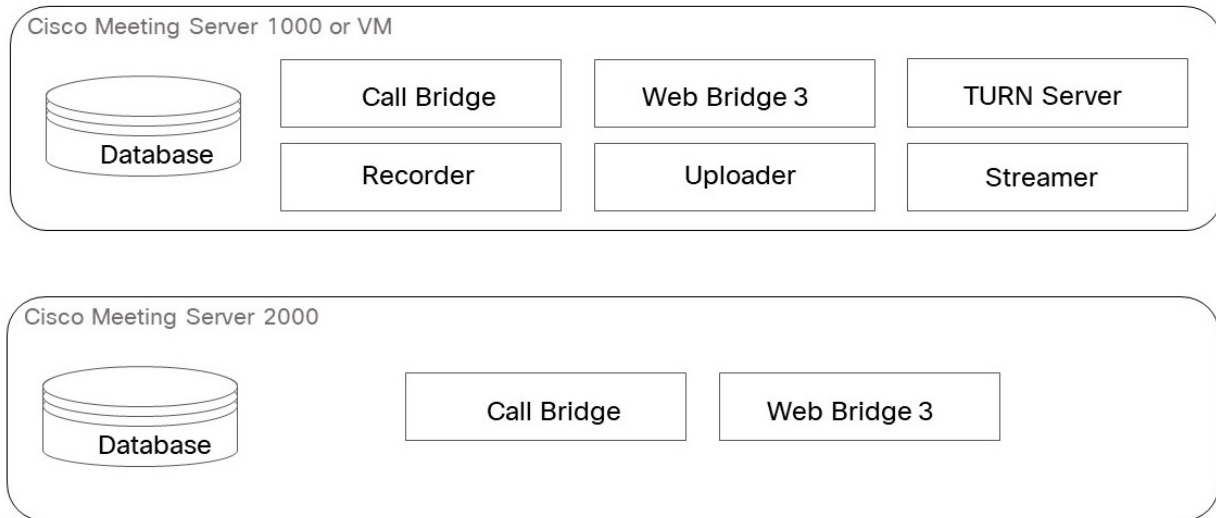 Cisco Meeting Server 1000 or VM
Database
Call Bridge
Web Bridge 3
TURN Server
Recorder
Uploader
Streamer
Cisco Meeting Server 2000
Database
Call Bridge
Web Bridge 3